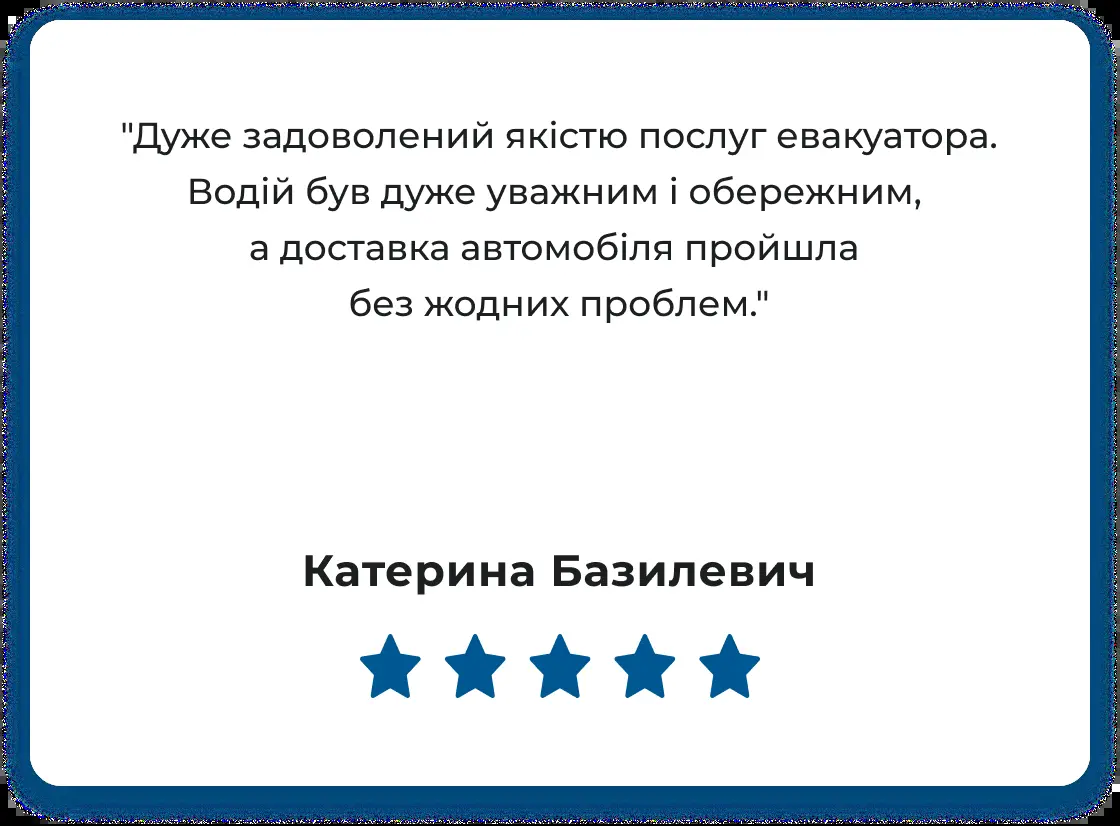 "Дуже задоволений якістю послуг евакуатора.
Водій був дуже уважним і обережним,
а доставка автомобіля пройшла
без жодних проблем."
Катерина Базилевич